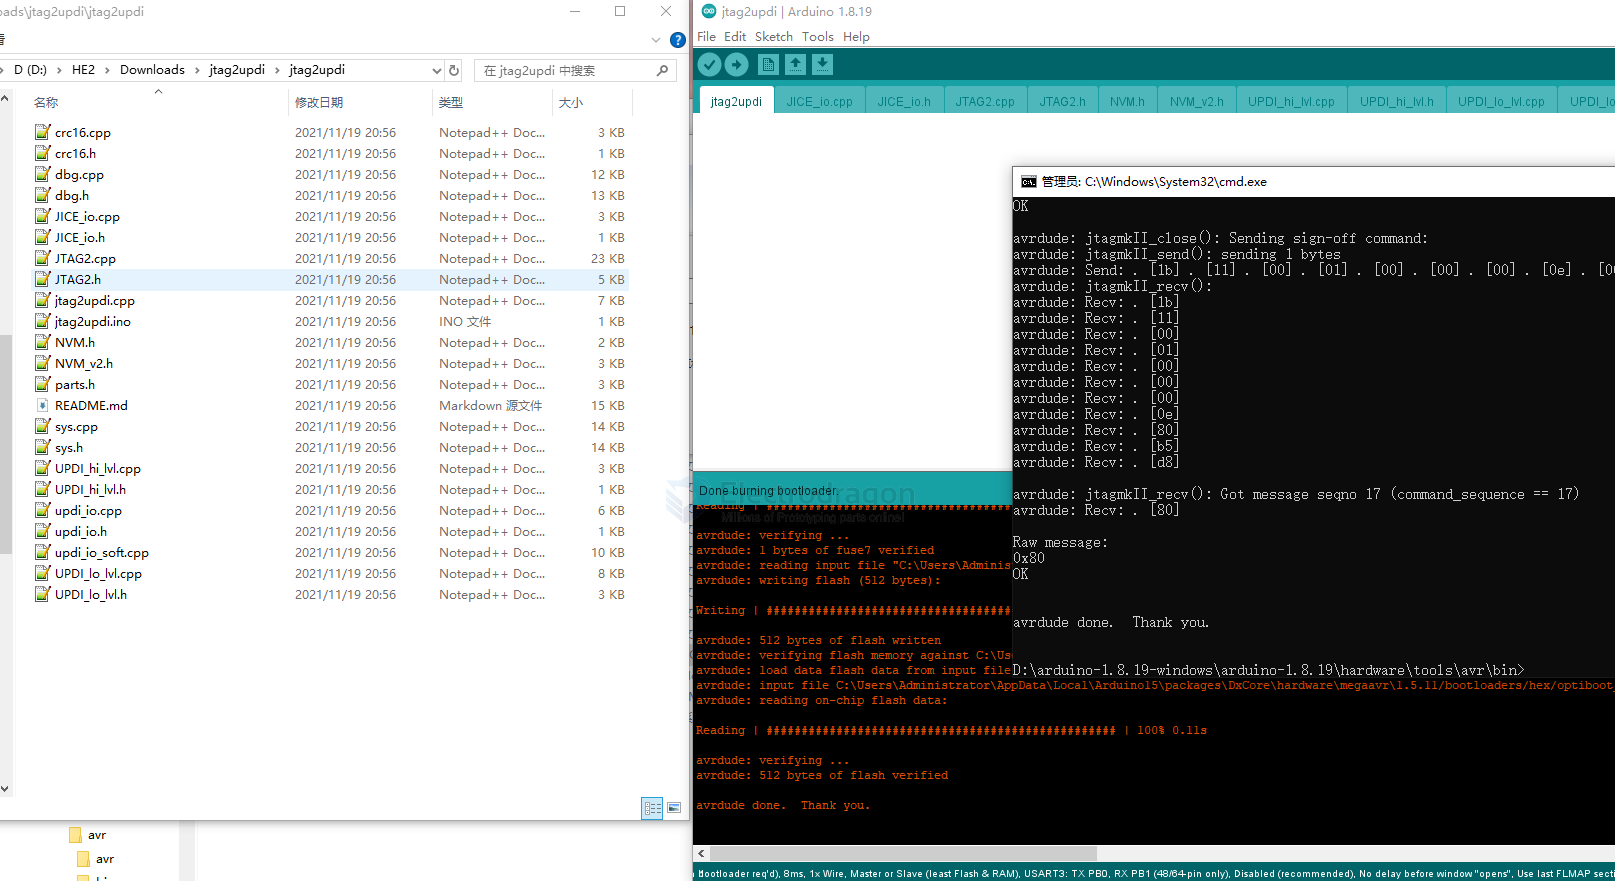 oads\jtag2updi\jtag2updi
看
D (D:) > HE2 > Downloads > jtag2updi > jtag2updi
在 jtag2updi 中搜索
名称 修改日期 类型 大小
crc16.cpp 2021/11/19 20:56 Notepad++ Doc... 3 KB
crc16.h 2021/11/19 20:56 Notepad++ Doc... 1 KB
dbg.cpp 2021/11/19 20:56 Notepad++ Doc... 12 KB
dbg.h 2021/11/19 20:56 Notepad++ Doc... 13 KB
JICE_io.cpp 2021/11/19 20:56 Notepad++ Doc... 3 KB
JICE_io.h 2021/11/19 20:56 Notepad++ Doc... 1 KB
JTAG2.cpp 2021/11/19 20:56 Notepad++ Doc... 23 KB
JTAG2.h 2021/11/19 20:56 Notepad++ Doc... 5 KB
jtag2updi.cpp 2021/11/19 20:56 Notepad++ Doc... 7 KB
jtag2updi.ino 2021/11/19 20:56 INO 文件 1 KB
NVM.h 2021/11/19 20:56 Notepad++ Doc... 2 KB
NVM_v2.h 2021/11/19 20:56 Notepad++ Doc... 3 KB
parts.h 2021/11/19 20:56 Notepad++ Doc... 3 KB
README.md 2021/11/19 20:56 Markdown 源文件 15 KB
sys.cpp 2021/11/19 20:56 Notepad++ Doc... 14 KB
sys.h 2021/11/19 20:56 Notepad++ Doc... 14 KB
UPDI_hi_lvl.cpp 2021/11/19 20:56 Notepad++ Doc... 3 KB
UPDI_hi_lvl.h 2021/11/19 20:56 Notepad++ Doc... 1 KB
updi_io.cpp 2021/11/19 20:56 Notepad++ Doc... 6 KB
updi_io.h 2021/11/19 20:56 Notepad++ Doc... 1 KB
updi_io_soft.cpp 2021/11/19 20:56 Notepad++ Doc... 10 KB
UPDI_lo_lvl.cpp 2021/11/19 20:56 Notepad++ Doc... 8 KB
UPDI_lo_lvl.h 2021/11/19 20:56 Notepad++ Doc... 3 KB
avr
avr
jtag2updi | Arduino 1.8.19
File Edit Sketch Tools Help
jtag2updi JICE_io.cpp JICE_io.h JTAG2.cpp JTAG2.h NVM.h NVM_v2.h UPDI_hi_lvl.cpp UPDI_hi_lvl.h UPDI_lo_lvl.cpp UPDI_lo
管理员: C:\Windows\System32\cmd.exe
OK
avrdude: jtagmkII_close(): Sending sign-off command:
avrdude: jtagmkII_send(): sending 1 bytes
avrdude: Send: . [1b] . [11] . [00] . [01] . [00] . [00] . [00] . [0e] . [0
avrdude: jtagmkII_recv():
avrdude: Recv: . [1b]
avrdude: Recv: . [11]
avrdude: Recv: . [00]
avrdude: Recv: . [01]
avrdude: Recv: . [00]
avrdude: Recv: . [00]
avrdude: Recv: . [00]
avrdude: Recv: . [0e]
avrdude: Recv: . [80]
avrdude: Recv: . [b5]
avrdude: Recv: . [d8]
avrdude: jtagmkII_recv(): Got message seqno 17 (command_sequence == 17)
avrdude: Recv: . [80]
Raw message:
0x80
OK
avrdude done.  Thank you.
D:\arduino-1.8.19-windows\arduino-1.8.19\hardware\tools\avr\bin>
Electrodragon
Millions of Prototyping parts online!
Done burning bootloader.
Reading | ###################################
avrdude: verifying ...
avrdude: 1 bytes of fuse7 verified
avrdude: reading input file "C:\Users\Adminis
avrdude: writing flash (512 bytes):
Writing | ###################################
avrdude: 512 bytes of flash written
avrdude: verifying flash memory against C:\Us
avrdude: load data flash data from input file
avrdude: input file C:\Users\Administrator\AppData\Local\Arduino15\packages\DxCore\hardware\megaavr\1.5.11/bootloaders/hex/optiboot_
avrdude: reading on-chip flash data:
Reading | ################################################## | 100% 0.11s
avrdude: verifying ...
avrdude: 512 bytes of flash verified
avrdude done.  Thank you.
Bootloader req'd), 8ms, 1x Wire, Master or Slave (least Flash & RAM), USART3: TX PB0, RX PB1 (48/64-pin only), Disabled (recommended), No delay before window "opens", Use last FLMAP secti